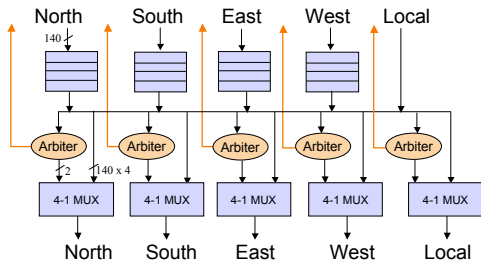 North South East West Local
140
Arbiter Arbiter Arbiter Arbiter Arbiter
2 140 x 4
4-1 MUX 4-1 MUX 4-1 MUX 4-1 MUX 4-1 MUX
North South East West Local